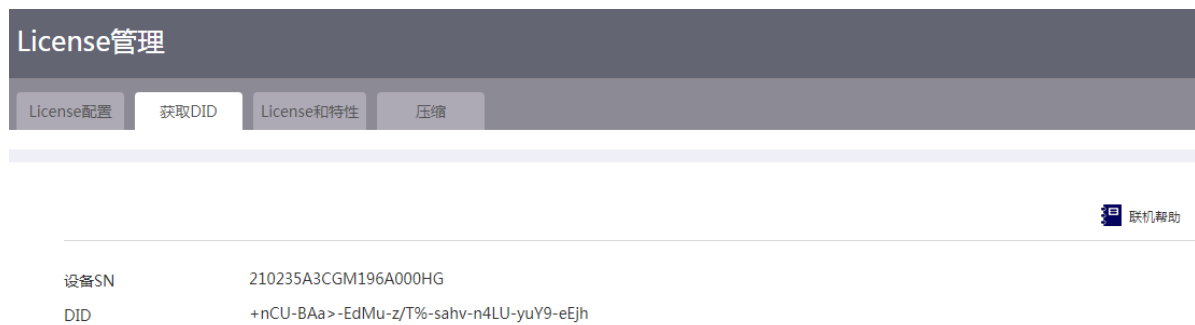 License管理
License配置 获取DID License和特性 压缩
联机帮助
设备SN 210235A3CGM196A000HG
DID +nCU-BAa>-EdMu-z/T%-sahv-n4LU-yuY9-eEjh